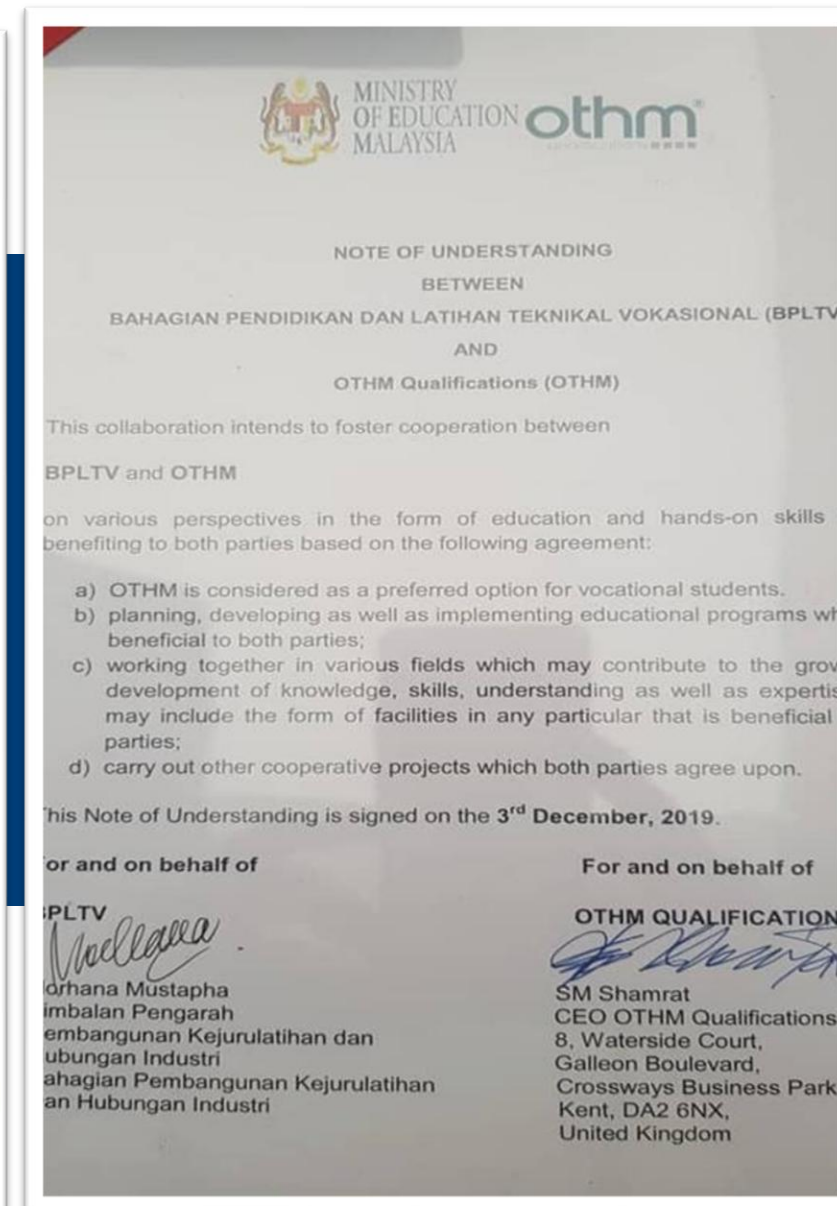 MINISTRY
OF EDUCATION
MALAYSIA
othm
NOTE OF UNDERSTANDING
BETWEEN
BAHAGIAN PENDIDIKAN DAN LATIHAN TEKNIKAL VOKASIONAL (BPLTV
AND
OTHM Qualifications (OTHM)
This collaboration intends to foster cooperation between
BPLTV and OTHM
on various perspectives in the form of education and hands-on skills
benefiting to both parties based on the following agreement:
a) OTHM is considered as a preferred option for vocational students.
b) planning, developing as well as implementing educational programs wh
beneficial to both parties;
c) working together in various fields which may contribute to the grow
development of knowledge, skills, understanding as well as expertis
may include the form of facilities in any particular that is beneficial
parties;
d) carry out other cooperative projects which both parties agree upon.
his Note of Understanding is signed on the 3rd December, 2019.
or and on behalf of
PLTV
orhana Mustapha
imbalan Pengarah
embangunan Kejurulatihan dan
ubungan Industri
ahagian Pembangunan Kejurulatihan
an Hubungan Industri
For and on behalf of
OTHM QUALIFICATION
SM Shamrat
CEO OTHM Qualifications
8, Waterside Court,
Galleon Boulevard,
Crossways Business Park
Kent, DA2 6NX,
United Kingdom